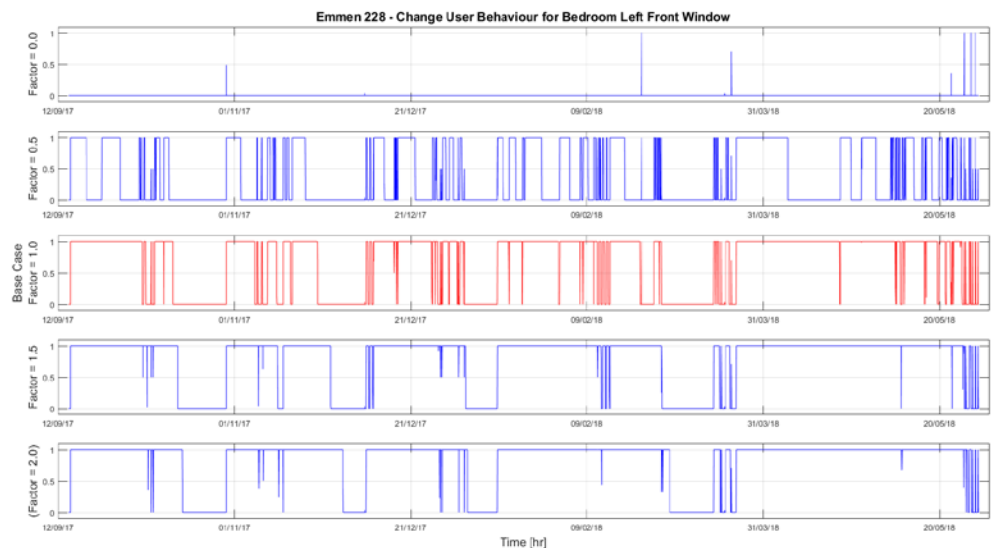 Emmen 228 - Change User Behaviour for Bedroom Left Front Window
Factor = 0.0
1
0.5
0
12/09/17 01/11/17 21/12/17 09/02/18 31/03/18 20/05/18
Factor = 0.5
1
0.5
0
12/09/17 01/11/17 21/12/17 09/02/18 31/03/18 20/05/18
Base Case
Factor = 1.0
1
0.5
0
12/09/17 01/11/17 21/12/17 09/02/18 31/03/18 20/05/18
Factor = 1.5
1
0.5
0
12/09/17 01/11/17 21/12/17 09/02/18 31/03/18 20/05/18
(Factor = 2.0)
1
0.5
0
12/09/17 01/11/17 21/12/17 09/02/18 31/03/18 20/05/18
Time [hr]